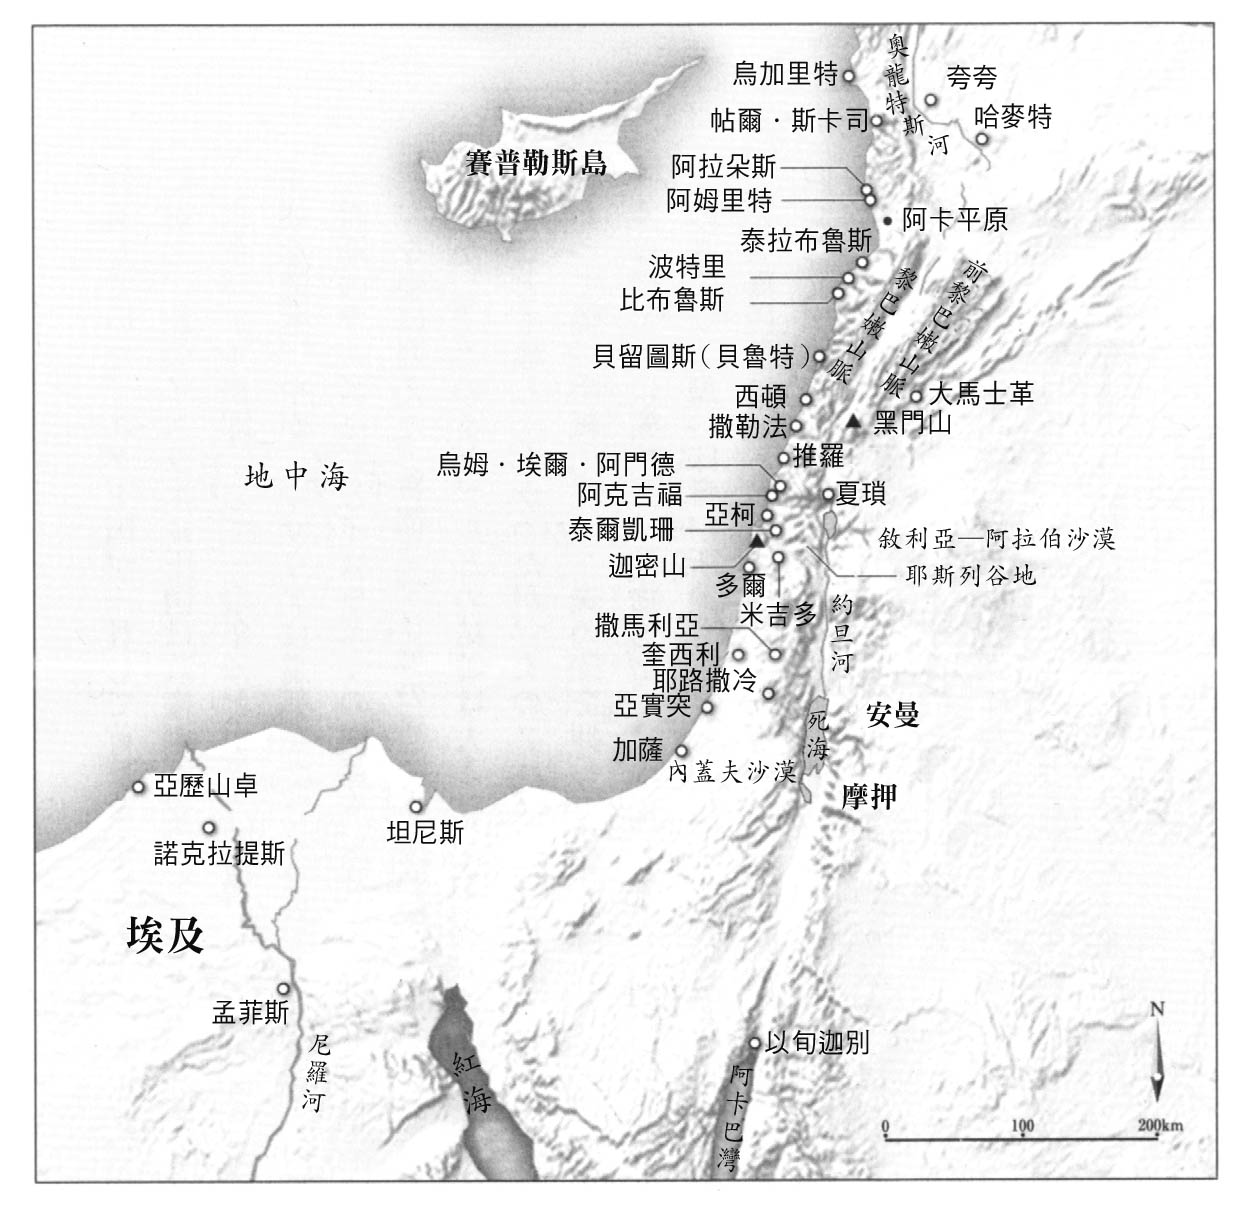 奧龍特斯河
烏加里特
夸夸
帖爾．斯卡司
哈麥特
賽普勒斯島
阿拉朵斯
阿姆里特
阿卡平原
泰拉布魯斯
波特里
比布魯斯
黎巴嫩山脈
前黎巴嫩山脈
貝留圖斯(貝魯特)
西頓
大馬士革
撒勒法
黑門山
推羅
烏姆．埃爾．阿門德
地中海
阿克吉福
夏瑣
亞柯
泰爾凱珊
敘利亞—阿拉伯沙漠
迦密山
耶斯列谷地
多爾
米吉多
約旦河
撒馬利亞
奎西利
耶路撒冷
亞實突
死海
安曼
加薩
內蓋夫沙漠
摩押
亞歷山卓
坦尼斯
諾克拉提斯
埃及
孟菲斯
尼羅河
紅海
以旬迦別
阿卡巴灣
N
0 100 200km